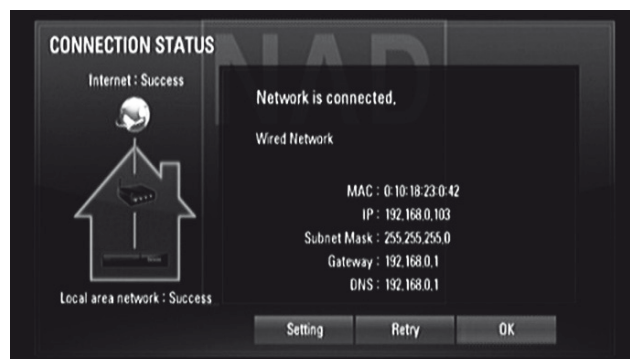 CONNECTION STATUS
NAD
Internet : Success
Network is connected.
Wired Network
MAC : 0:10:18:23:0:42
IP : 192.168.0.103
Subnet Mask : 255.255.255.0
Gateway : 192.168.0.1
DNS : 192.168.0.1
Local area network : Success
Setting
Retry
OK